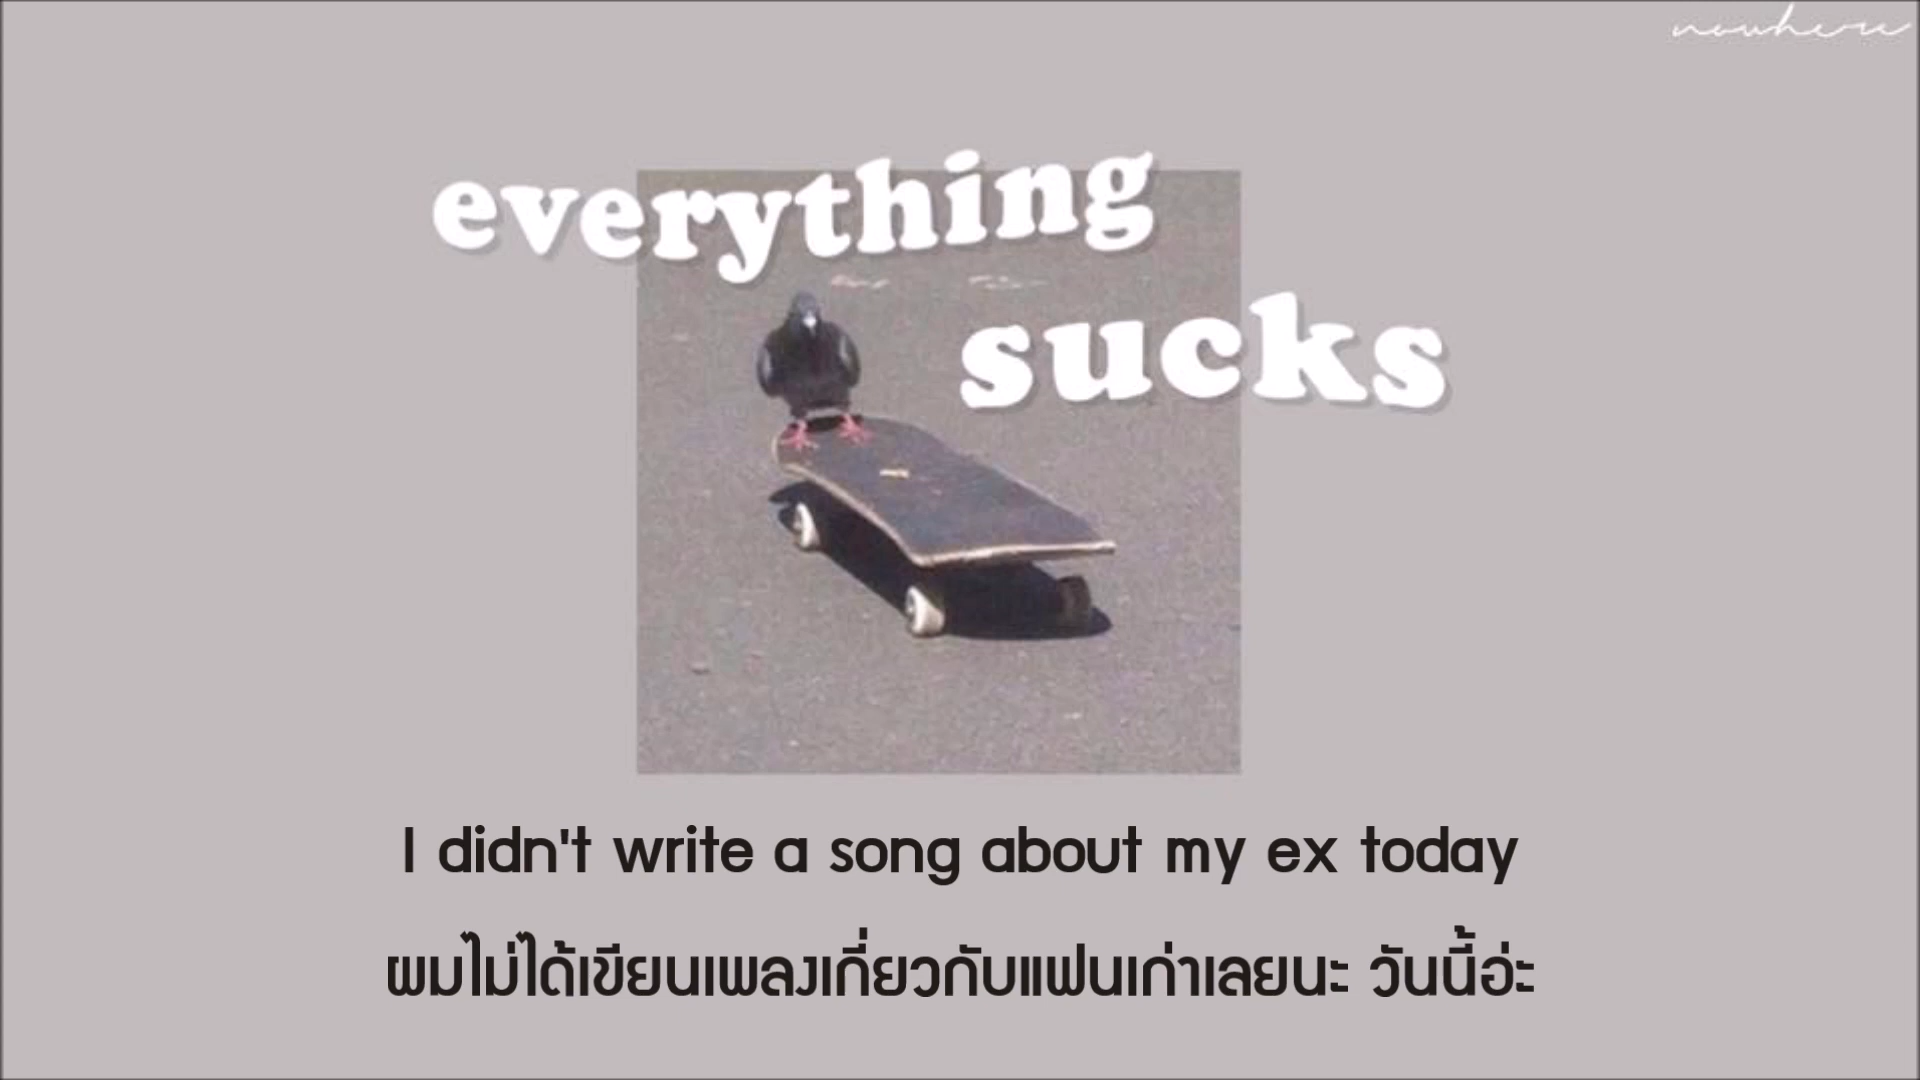 nowhere
everything
sucks
I didn't write a song about my ex today
ผมไม่ได้เขียนเพลงเกี่ยวกับแฟนเก่าเลยนะ วันนี้อ่ะ